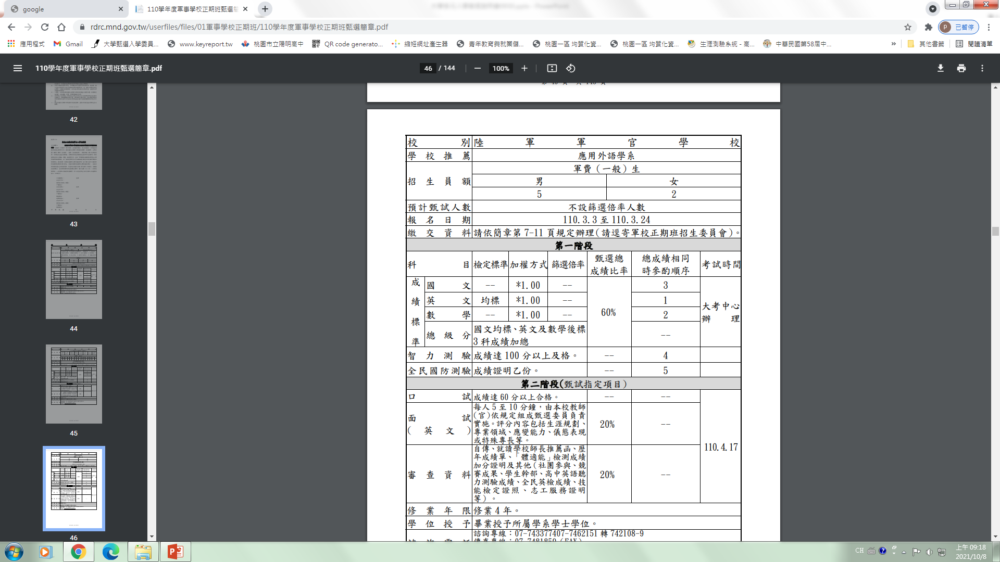 google
110學年度軍事學校正期班甄選簡
rdrc.mnd.gov.tw/userfiles/files/01軍事學校正期班/110學年度軍事學校正期班甄選簡章.pdf
P 已暫停
應用程式 Gmail 大學甄選入學委員... www.keyreport.tw 桃園市立陽明高中 QR code generato... 縮短網址產生器 青年教育與就業儲... 桃園一區 均質化資... 桃園一區 均質化資... 生涯測驗系統 - 高... 中華民國第58屆中... » 其他書籤 閱讀清單
110學年度軍事學校正期班甄選簡章.pdf
46 / 144 100%
42
43
44
45
46
校別 陸軍軍官學校
學校推薦 應用外語學系
招生員額 軍費（一般）生
男 女
5 2
預計甄試人數 不設篩選倍率人數
報名日期 110.3.3 至 110.3.24
繳交資料 請依簡章第 7-11 頁規定辦理(請逕寄軍校正期班招生委員會)。
第一階段
科目 檢定標準 加權方式 篩選倍率 甄選總成績比率 總成績相同時參酌順序 考試時間
成績標準 國文 -- *1.00 -- 60% 3 大考中心辦理
英文 均標 *1.00 -- 1
數學 -- *1.00 -- 2
總級分 國文均標、英文及數學後標
3 科成績加總 --
智力測驗 成績達 100 分以上及格。 -- 4
全民國防測驗 成績證明乙份。 -- 5
第二階段(甄試指定項目)
口試 成績達 60 分以上合格。 -- -- 110.4.17
面試(英文) 每人 5 至 10 分鐘，由本校教師
(官)依規定組成甄選委員負責
實施。評分內容包括生涯規劃、
專業領域、應變能力、儀態表現
或特殊專長等。 20% --
審查資料 自傳、就讀學校師長推薦函、歷
年成績單、「體適能」檢測成績
加分證明及其他(社團參與、競
賽成果、學生幹部、高中英語聽
力測驗成績、全民英檢成績、技
能檢定證照、志工服務證明
等)。 20% --
修業年限 修業 4 年。
學位授予 畢業授予所屬學系學士學位。
諮詢專線：07-743377407-7462151 轉 742108-9
CH
上午 09:18
2021/10/8